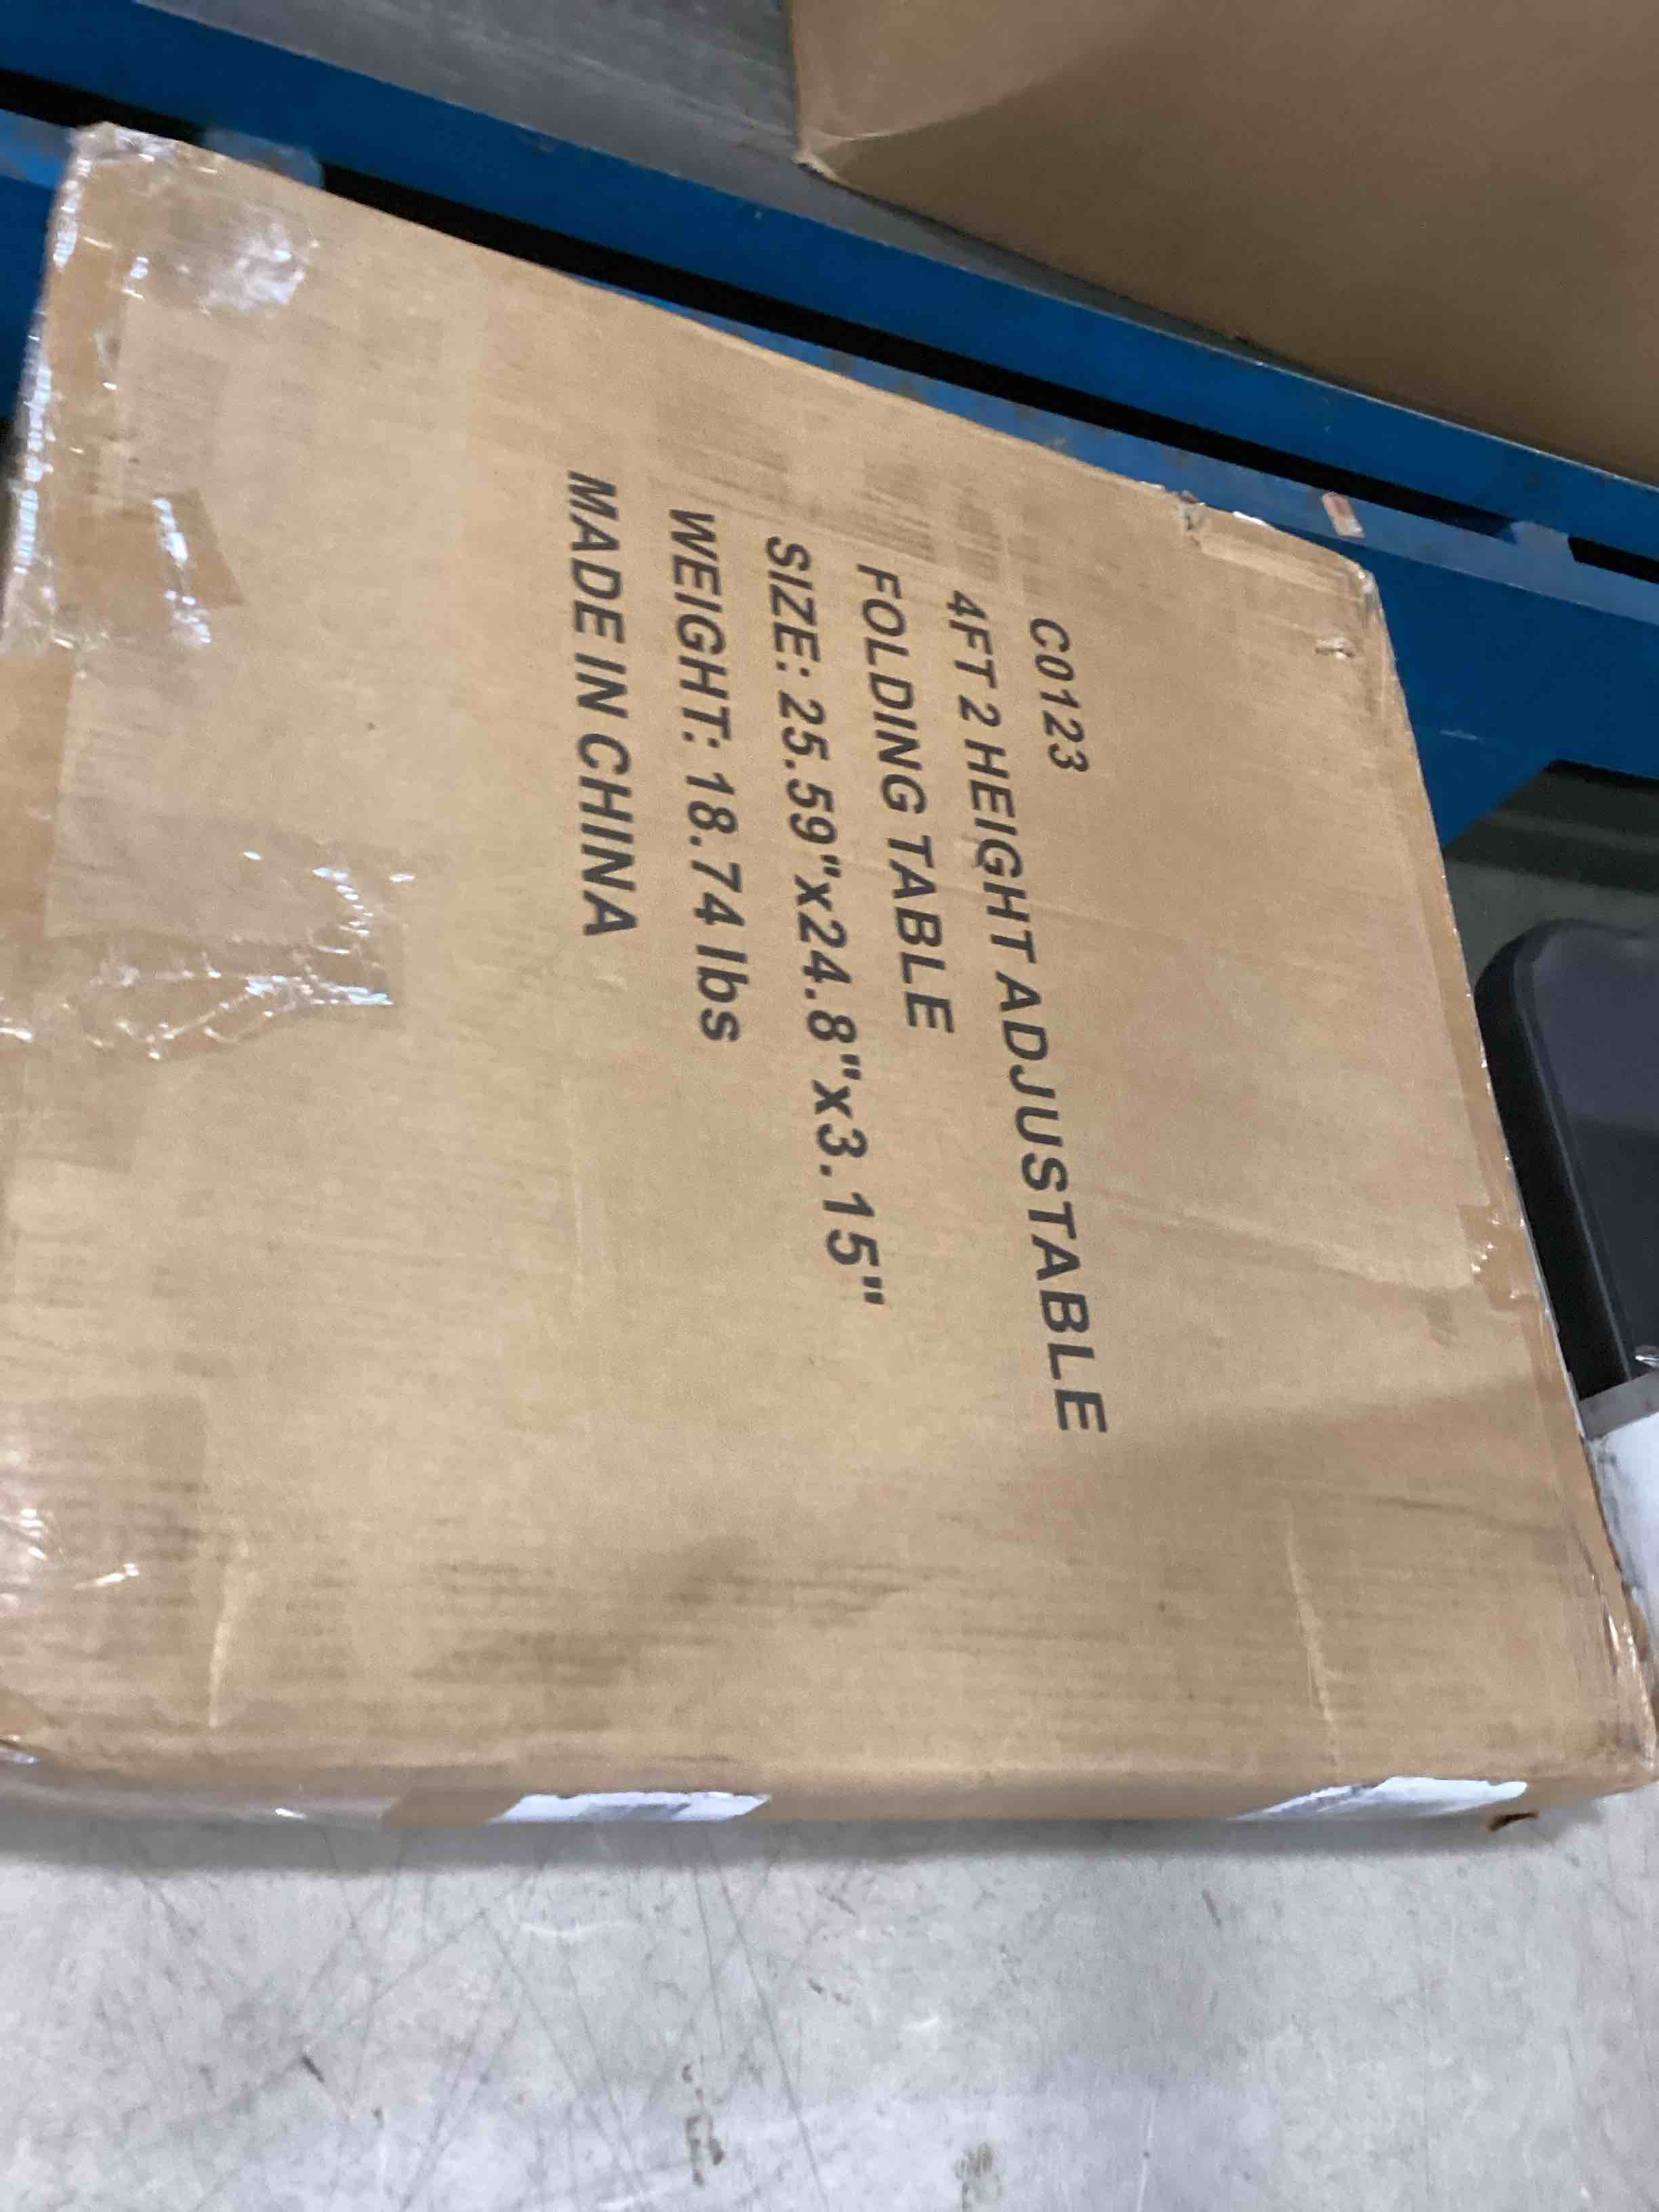 C0123
4FT 2 HEIGHT ADJUSTABLE
FOLDING TABLE
SIZE: 25.59"x24.8"x3.15"
WEIGHT: 18.74 lbs
MADE IN CHINA